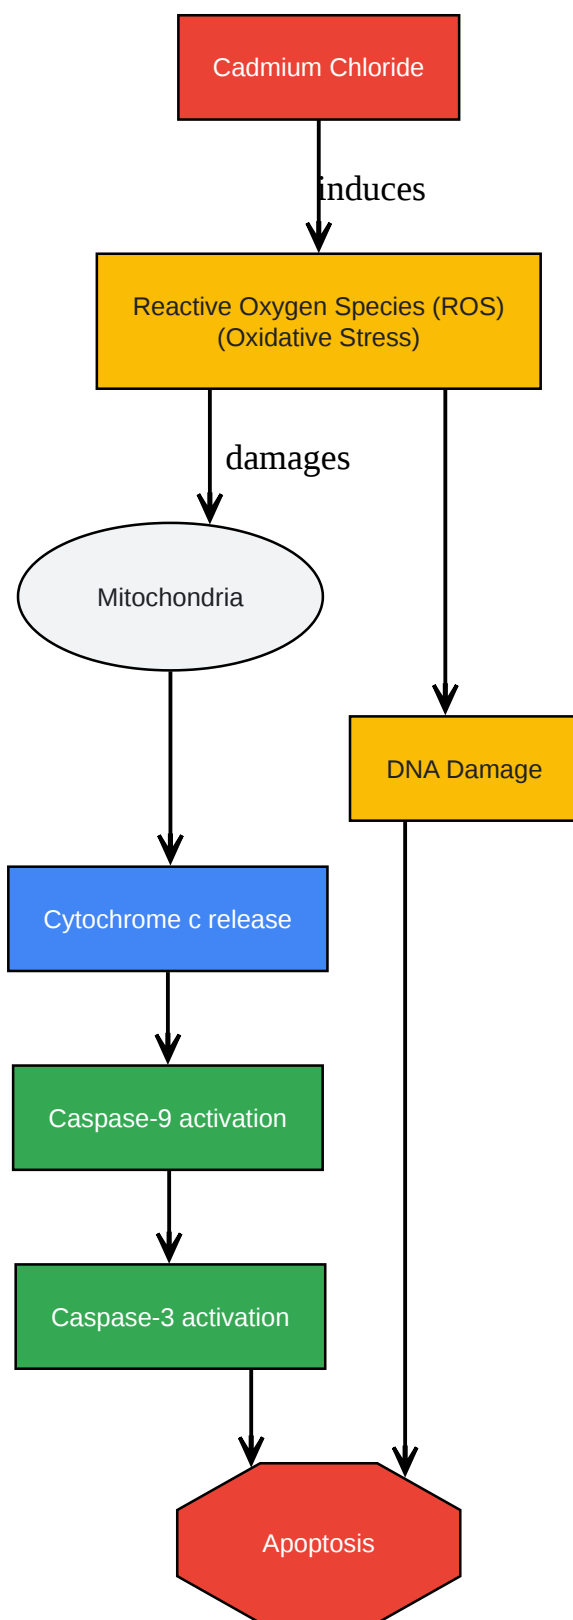 Cadmium Chloride
induces
Reactive Oxygen Species (ROS)
(Oxidative Stress)
damages
Mitochondria
DNA Damage
Cytochrome c release
Caspase-9 activation
Caspase-3 activation
Apoptosis